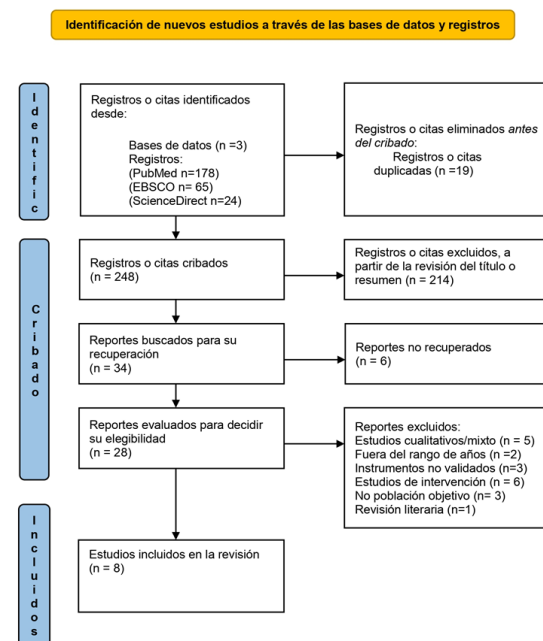 Identificación de nuevos estudios a través de las bases de datos y registros
Identific
Registros o citas identificados
desde:
Bases de datos (n =3)
Registros:
(PubMed n=178)
(EBSCO n= 65)
(ScienceDirect n=24)
Registros o citas eliminados antes
del cribado:
Registros o citas
duplicadas (n =19)
Cribado
Registros o citas cribados
(n = 248)
Registros o citas excluidos, a
partir de la revisión del título o
resumen (n = 214)
Reportes buscados para su
recuperación
(n = 34)
Reportes no recuperados
(n = 6)
Reportes evaluados para decidir
su elegibilidad
(n = 28)
Reportes excluidos:
Estudios cualitativos/mixto (n = 5)
Fuera del rango de años (n =2)
Instrumentos no validados (n=3)
Estudios de intervención (n = 6)
No población objetivo (n= 3)
Revisión literaria (n=1)
Incluidos
Estudios incluidos en la revisión
(n = 8)